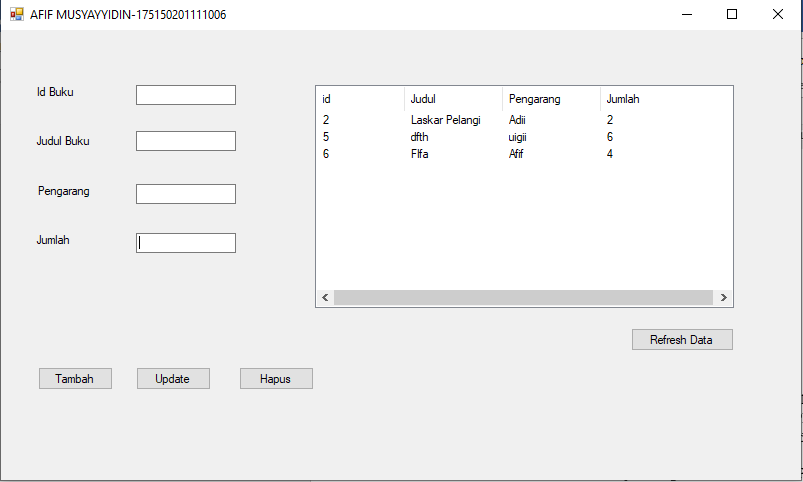 AFIF MUSYAYYIDIN-175150201111006
Id Buku
Judul Buku
Pengarang
Jumlah
id Judul Pengarang Jumlah
2 Laskar Pelangi Adii 2
5 dfth uigii 6
6 Flfa Afif 4
Refresh Data
Tambah Update Hapus